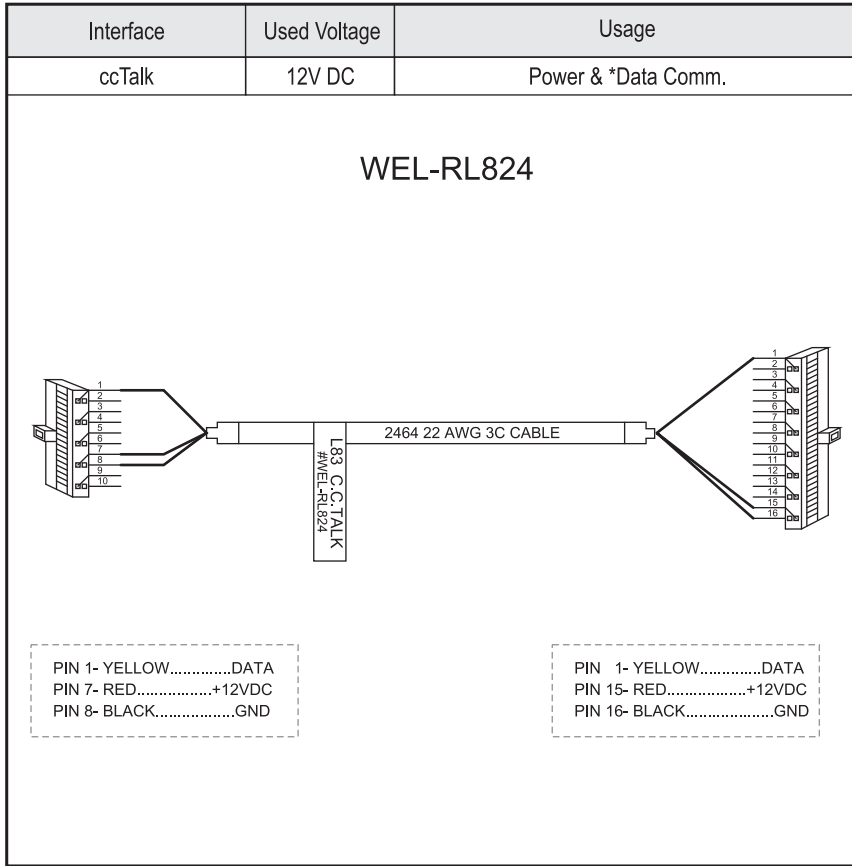 Interface Used Voltage Usage
ccTalk 12V DC Power & *Data Comm.
WEL-RL824
1
2
3
4
5
6
7
8
9
10
2464 22 AWG 3C CABLE
L83 C.C.TALK
#WEL-RL824
1
2
3
4
5
6
7
8
9
10
11
12
13
14
15
16
PIN 1- YELLOW.............DATA
PIN 7- RED................+12VDC
PIN 8- BLACK.................GND
PIN 1- YELLOW.............DATA
PIN 15- RED.................+12VDC
PIN 16- BLACK...................GND